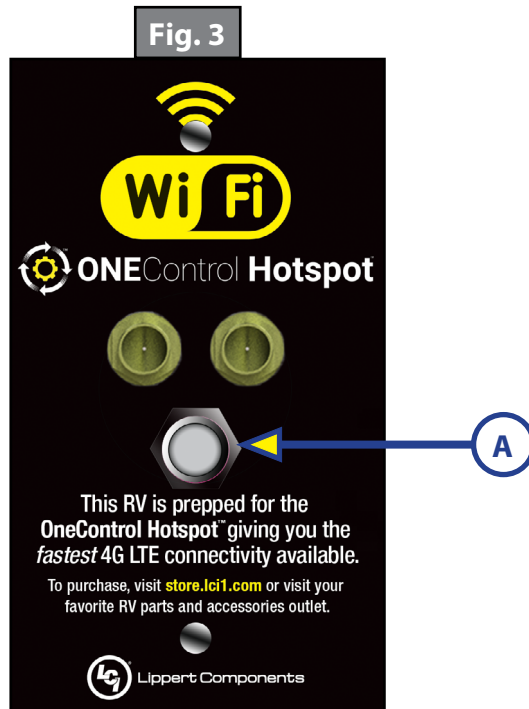 Fig. 3
Wi Fi
ONEControl Hotspot
A
This RV is prepped for the
OneControl Hotspot™ giving you the
fastest 4G LTE connectivity available.
To purchase, visit store.lci1.com or visit your
favorite RV parts and accessories outlet.
LCI Lippert Components